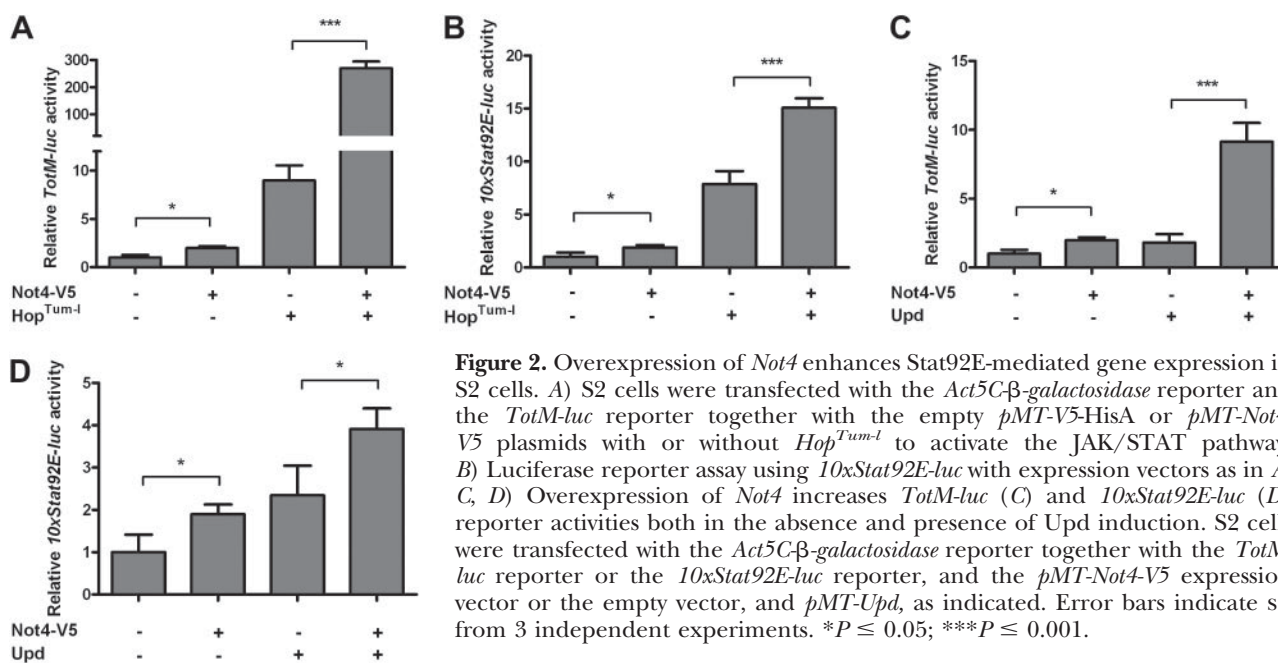 A
Relative TotM-luc activity
300
200
100
10
5
0
*
***
Not4-V5 - + - +
Hop Tum-l - - + +
B
Relative 10xStat92E-luc activity
20
15
10
5
0
*
***
Not4-V5 - + - +
Hop Tum-l - - + +
C
Relative TotM-luc activity
15
10
5
0
*
***
Not4-V5 - + - +
Upd - - + +
D
Relative 10xStat92E-luc activity
5
4
3
2
1
0
*
*
Not4-V5 - + - +
Upd - - + +
Figure 2. Overexpression of Not4 enhances Stat92E-mediated gene expression i
S2 cells. A) S2 cells were transfected with the Act5C-β-galactosidase reporter an
the TotM-luc reporter together with the empty pMT-V5-HisA or pMT-Not-
V5 plasmids with or without Hop Tum-l to activate the JAK/STAT pathway
B) Luciferase reporter assay using 10xStat92E-luc with expression vectors as in A
C, D) Overexpression of Not4 increases TotM-luc (C) and 10xStat92E-luc (D
reporter activities both in the absence and presence of Upd induction. S2 cell
were transfected with the Act5C-β-galactosidase reporter together with the TotM
luc reporter or the 10xStat92E-luc reporter, and the pMT-Not4-V5 expression
vector or the empty vector, and pMT-Upd, as indicated. Error bars indicate s
from 3 independent experiments. *P ≤ 0.05; ***P ≤ 0.001.